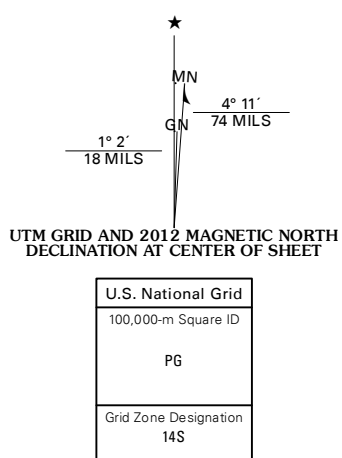 ★
MN
4° 11´
74 MILS
GN
1° 2´
18 MILS
UTM GRID AND 2012 MAGNETIC NORTH
DECLINATION AT CENTER OF SHEET
U.S. National Grid
100,000-m Square ID
PG
Grid Zone Designation
14S